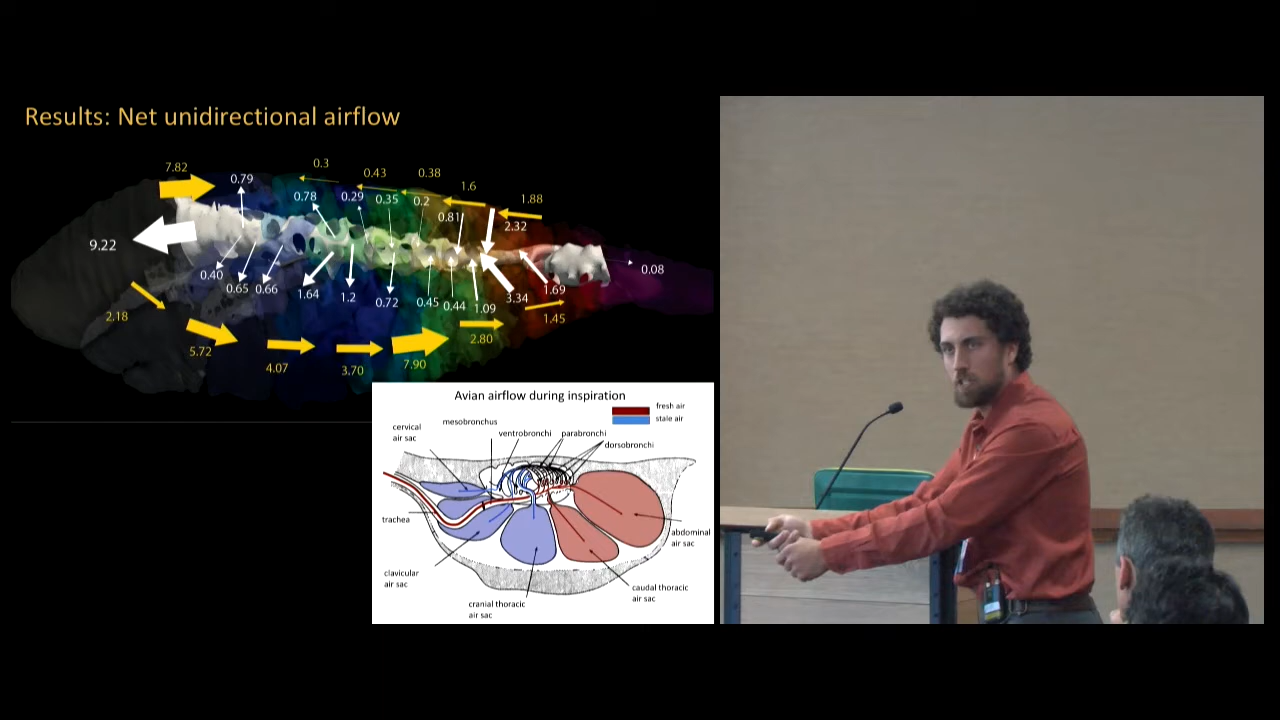 Results: Net unidirectional airflow
7.82
0.79
0.3
0.43
0.38
1.6
1.88
0.78
0.29
0.35
0.2
0.81
2.32
9.22
0.08
0.40
0.65
0.66
1.64
1.2
0.72
0.45
0.44
1.09
3.34
1.69
1.45
2.18
5.72
4.07
3.70
7.90
2.80
Avian airflow during inspiration
fresh air
stale air
cervical
air sac
mesobronchus
ventrobronchi
parabronchi
dorsobronchi
trachea
abdominal
air sac
clavicular
air sac
caudal thoracic
air sac
cranial thoracic
air sac